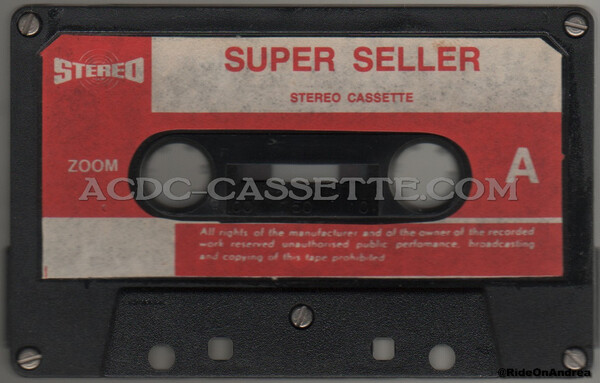 STEREO
SUPER SELLER
STEREO CASSETTE
ZOOM
A
ACDC-CASSETTE.COM
All rights of the manufacturer and of the owner of the recorded
work reserved unauthorised public perfomance, broadcasting
and copying of this tape prohibited
@RideOnAndrea